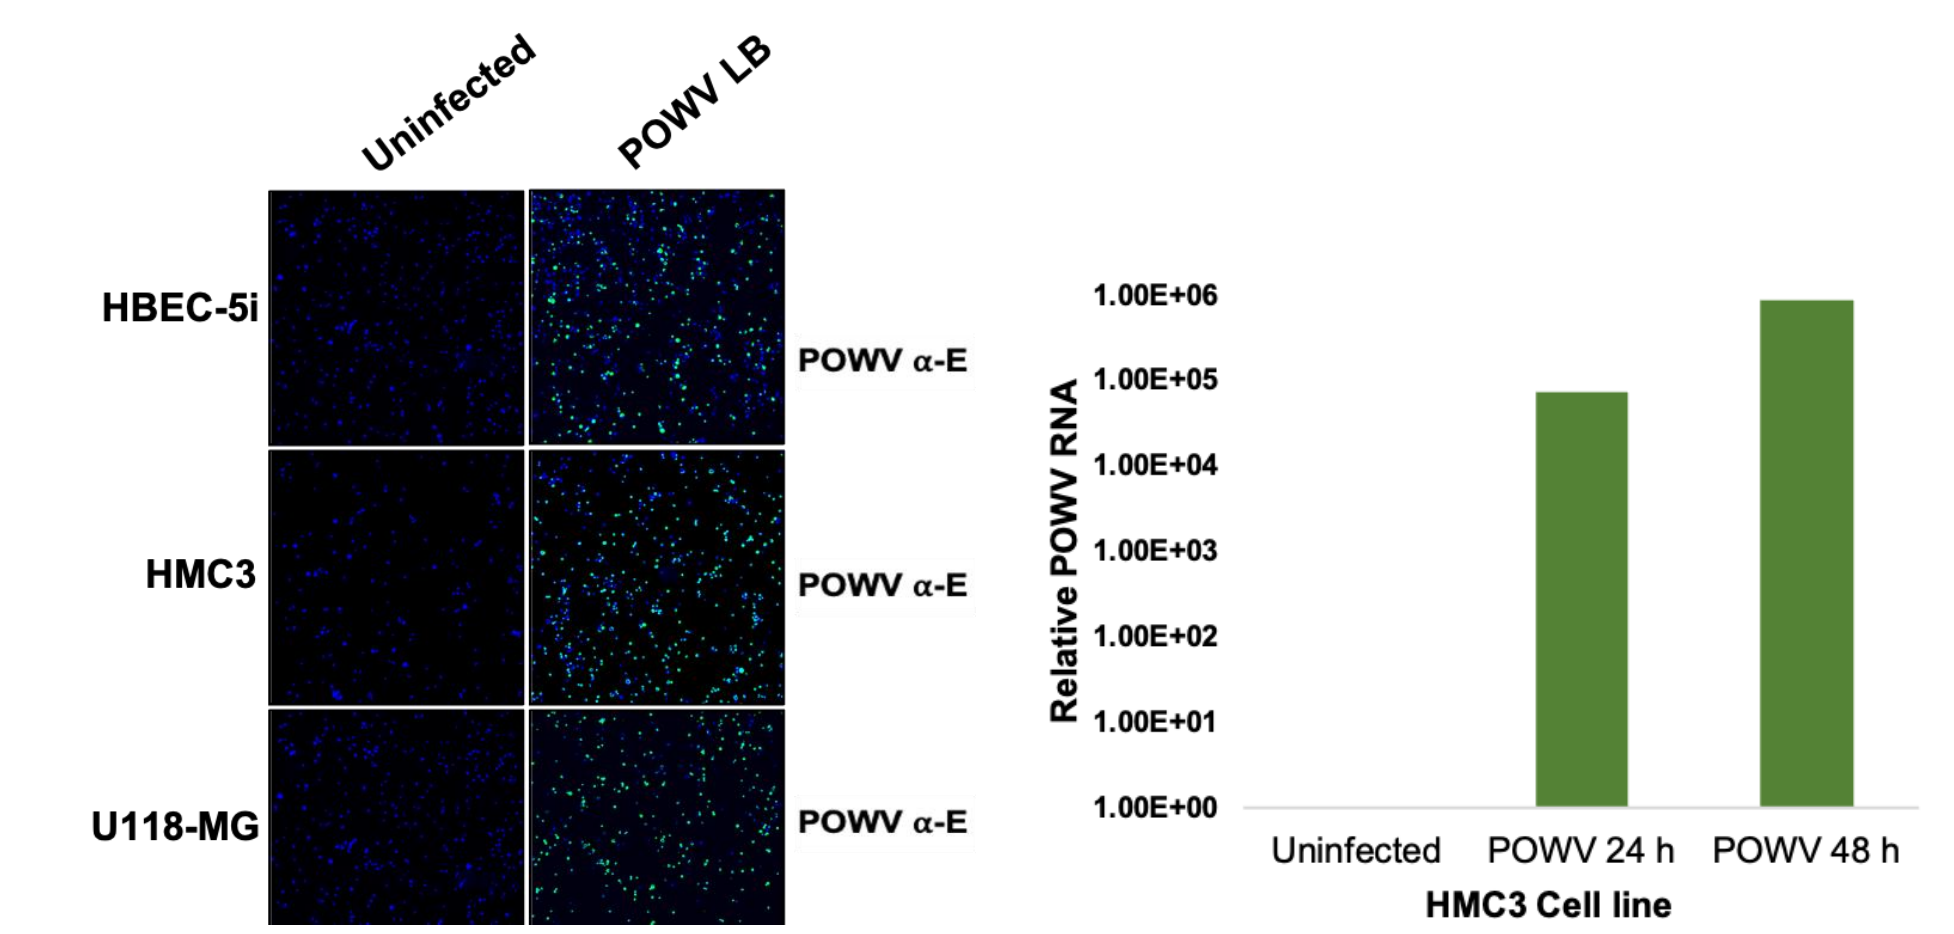 Uninfected
POWV LB
HBEC-5i
POWV α-E
HMC3
POWV α-E
U118-MG
POWV α-E
Relative POWV RNA
1.00E+06
1.00E+05
1.00E+04
1.00E+03
1.00E+02
1.00E+01
1.00E+00
Uninfected
POWV 24 h
POWV 48 h
HMC3 Cell line